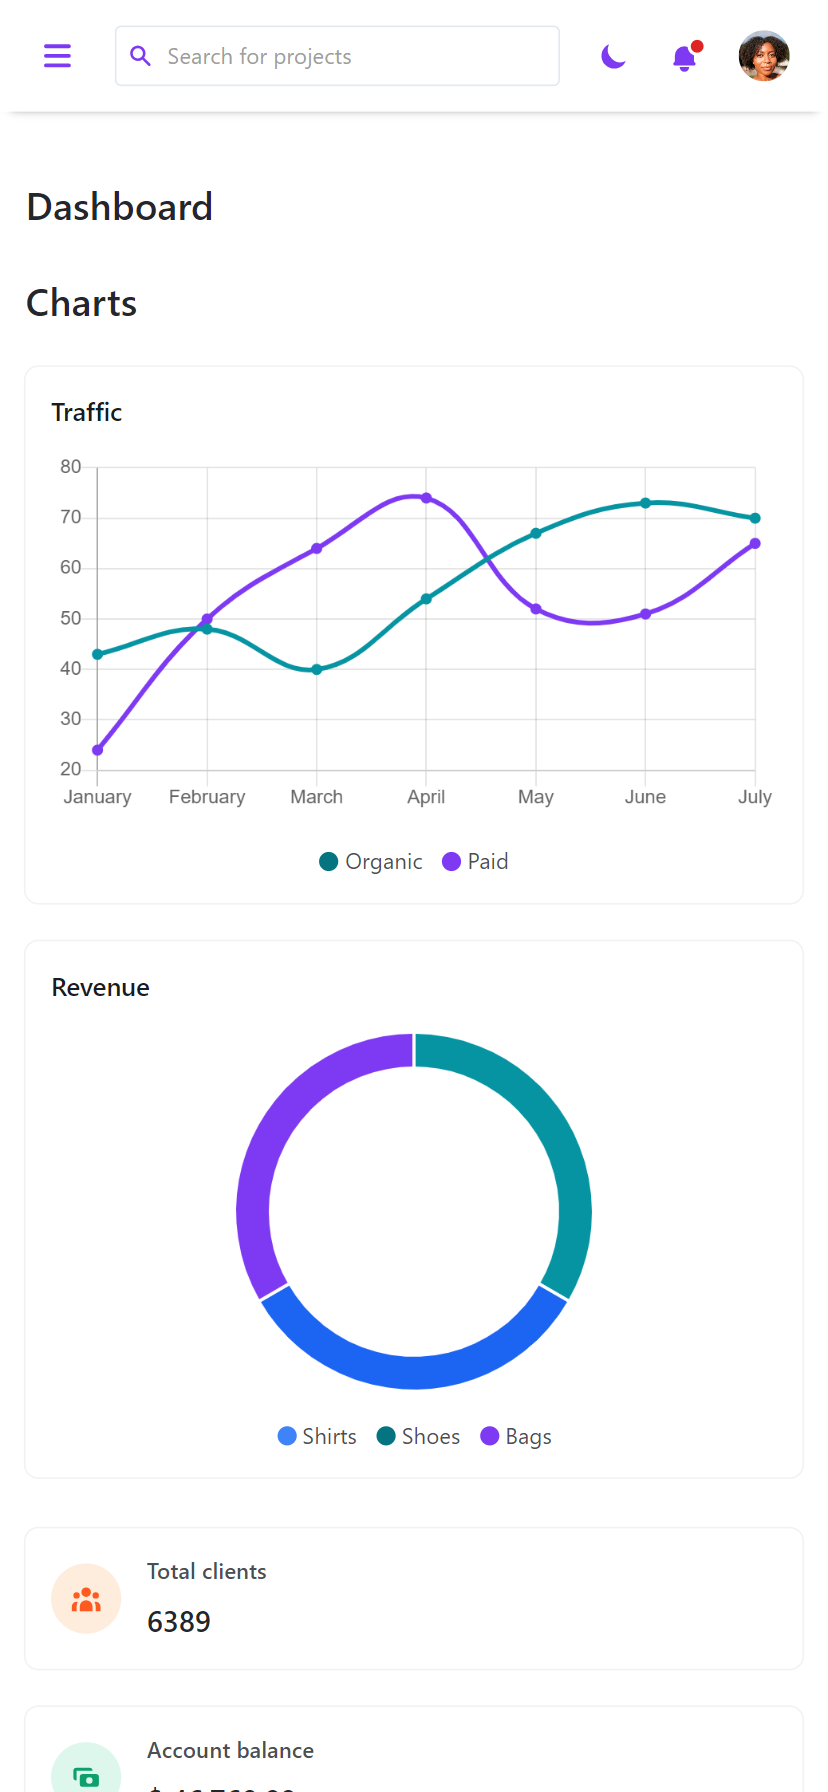 Search for projects
Dashboard
Charts
Traffic
80
70
60
50
40
30
20
January February March April May June July
Organic Paid
Revenue
Shirts Shoes Bags
Total clients
6389
Account balance